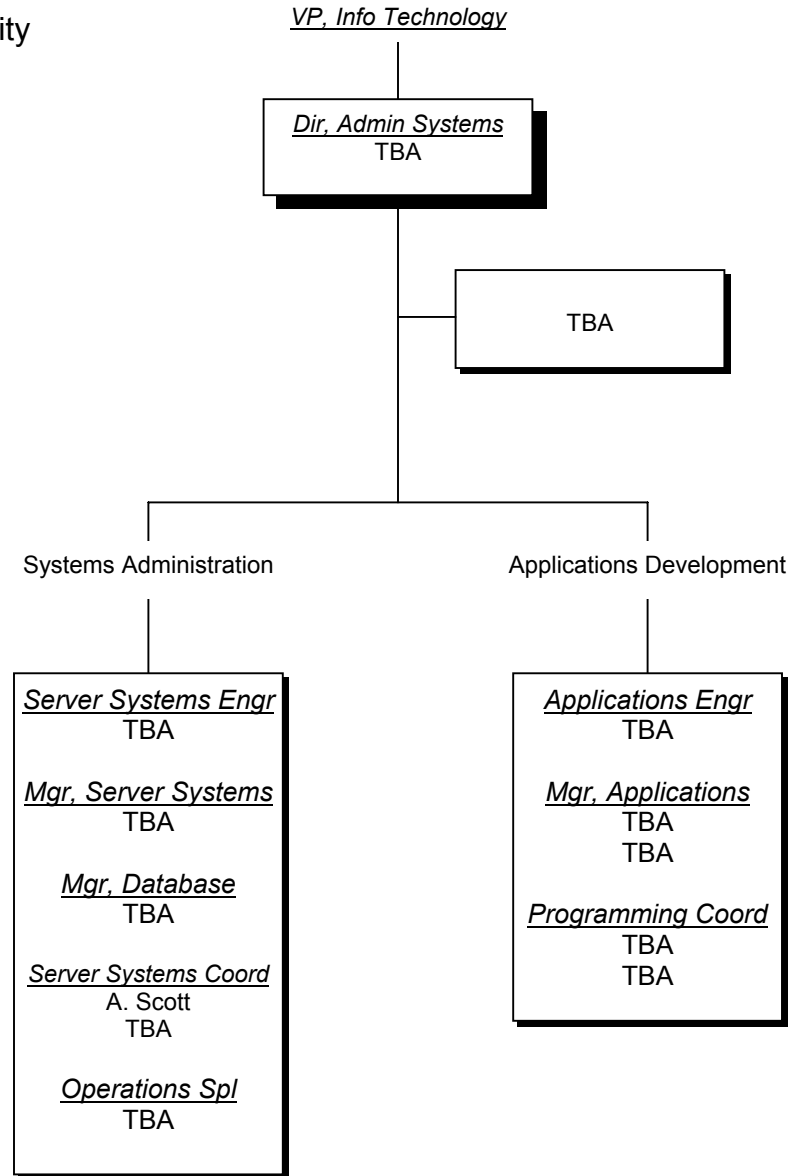 ity
VP, Info Technology
Dir, Admin Systems
TBA
TBA
Systems Administration
Applications Development
Server Systems Engr
TBA
Mgr, Server Systems
TBA
Mgr, Database
TBA
Server Systems Coord
A. Scott
TBA
Operations Spl
TBA
Applications Engr
TBA
Mgr, Applications
TBA
TBA
Programming Coord
TBA
TBA